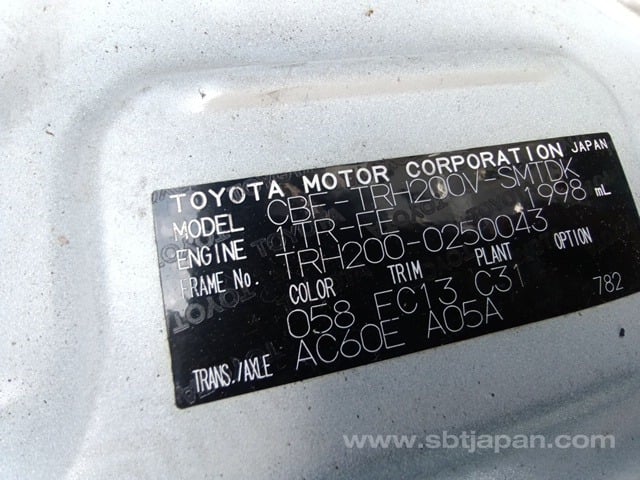 TOYOTA MOTOR CORPORATION JAPAN
MODEL CBF-TRH200V-SMTDK
ENGINE 1TR-FE 1998 mL
FRAME No. TRH200-0250043
COLOR TRIM PLANT OPTION
058 FC13 C31
TRANS./AXLE AC60E A05A 782
www.sbtjapan.com